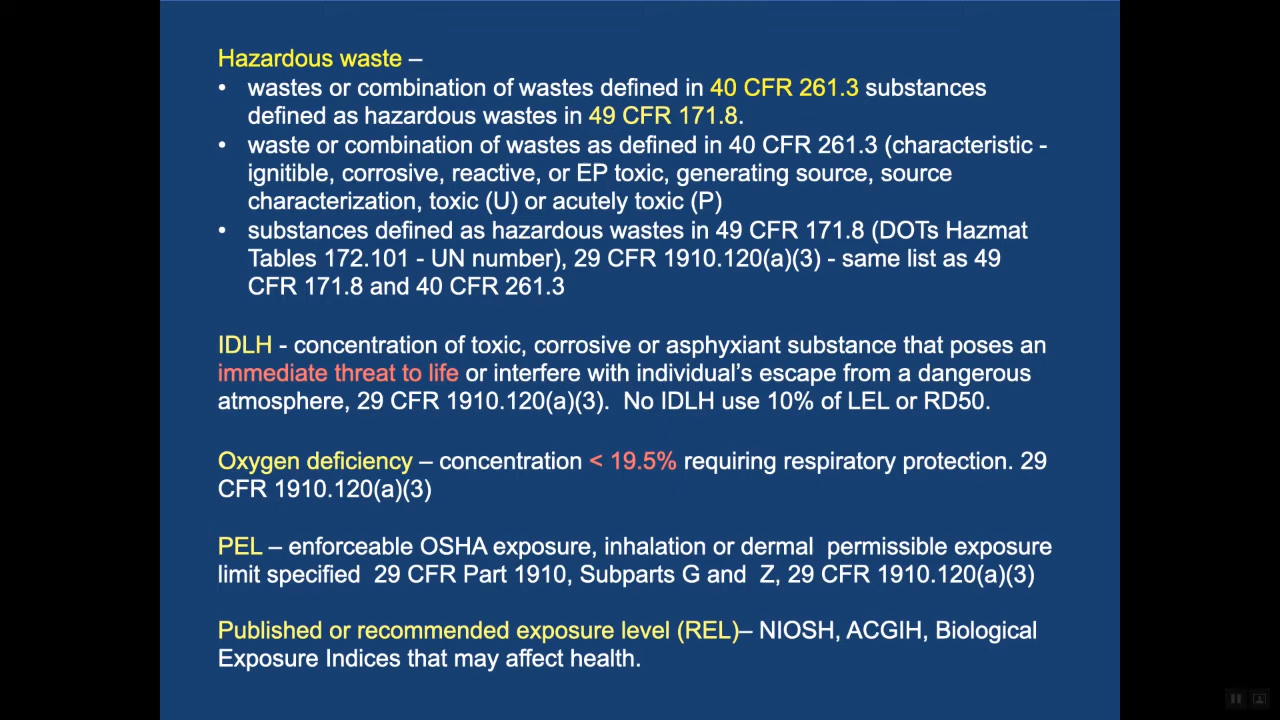 Hazardous waste –
• wastes or combination of wastes defined in 40 CFR 261.3 substances
defined as hazardous wastes in 49 CFR 171.8.
• waste or combination of wastes as defined in 40 CFR 261.3 (characteristic -
ignitible, corrosive, reactive, or EP toxic, generating source, source
characterization, toxic (U) or acutely toxic (P)
• substances defined as hazardous wastes in 49 CFR 171.8 (DOTs Hazmat
Tables 172.101 - UN number), 29 CFR 1910.120(a)(3) - same list as 49
CFR 171.8 and 40 CFR 261.3
IDLH - concentration of toxic, corrosive or asphyxiant substance that poses an
immediate threat to life or interfere with individual’s escape from a dangerous
atmosphere, 29 CFR 1910.120(a)(3).  No IDLH use 10% of LEL or RD50.
Oxygen deficiency – concentration < 19.5% requiring respiratory protection. 29
CFR 1910.120(a)(3)
PEL – enforceable OSHA exposure, inhalation or dermal  permissible exposure
limit specified  29 CFR Part 1910, Subparts G and  Z, 29 CFR 1910.120(a)(3)
Published or recommended exposure level (REL)– NIOSH, ACGIH, Biological
Exposure Indices that may affect health.